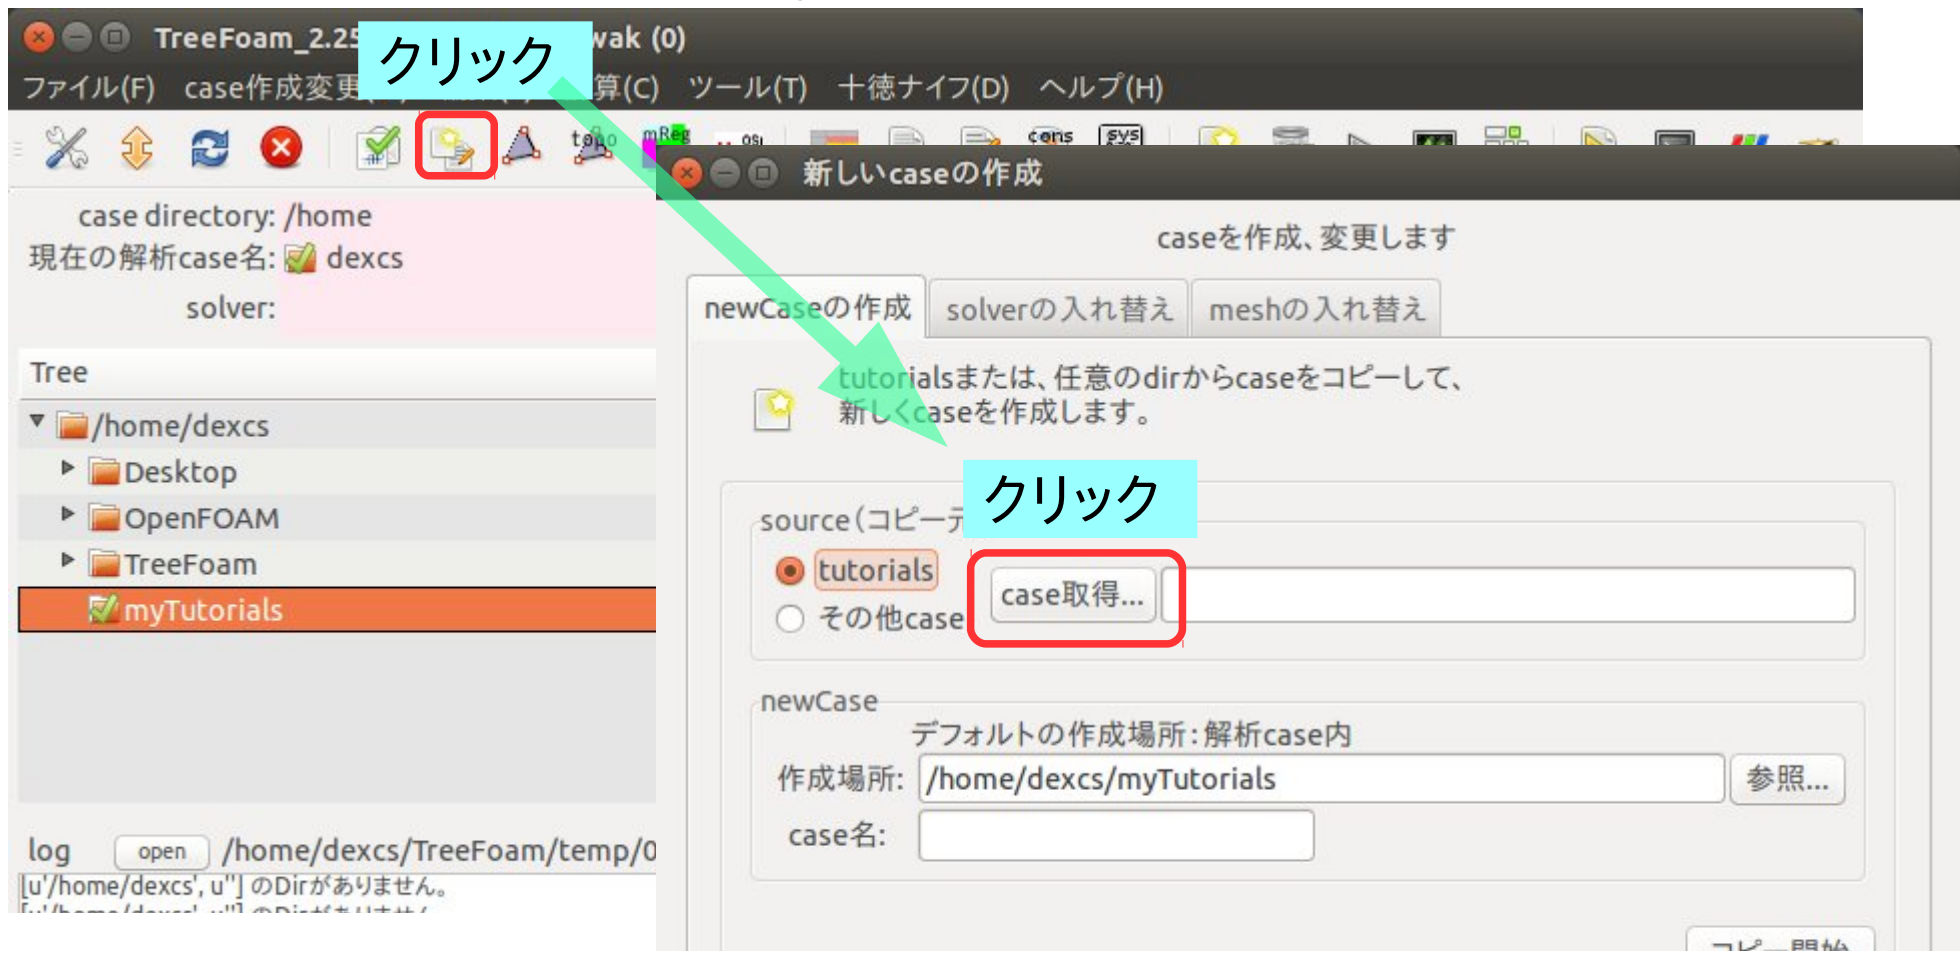 TreeFoam_2.25
wak (0)
クリック
ファイル(F) case作成変更 算(C) ツール(T) 十徳ナイフ(D) ヘルプ(H)
topo
mReg
cons
sys
case directory: /home
現在の解析case名: dexcs
solver:
Tree
/home/dexcs
Desktop
OpenFOAM
TreeFoam
myTutorials
log open /home/dexcs/TreeFoam/temp/0
[u'/home/dexcs', u''] のDirがありません。
新しいcaseの作成
caseを作成、変更します
newCaseの作成 solverの入れ替え meshの入れ替え
tutorialsまたは、任意のdirからcaseをコピーして、
新しくcaseを作成します。
クリック
source(コピー
tutorials
その他case
case取得...
newCase
デフォルトの作成場所:解析case内
作成場所: /home/dexcs/myTutorials 参照...
case名:
コピー開始